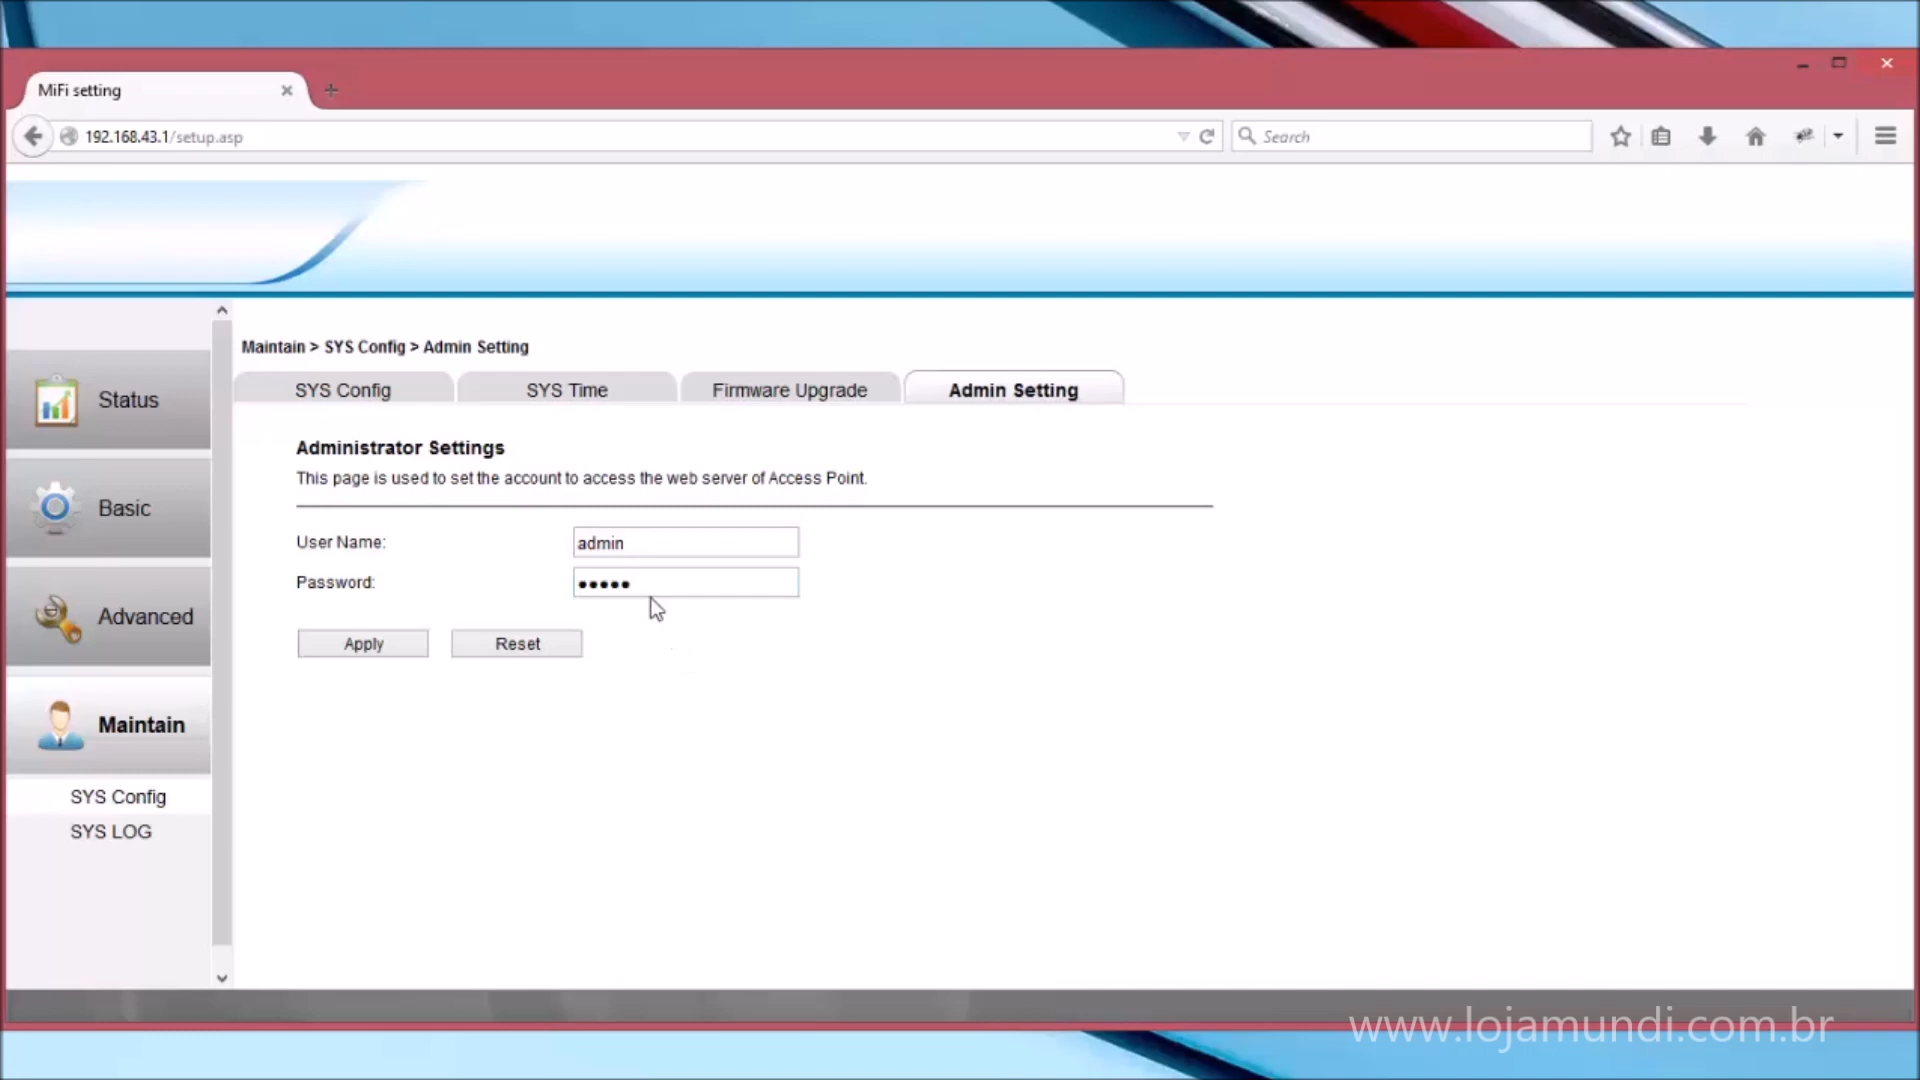 MiFi setting
192.168.43.1/setup.asp
Search
Maintain > SYS Config > Admin Setting
SYS Config
SYS Time
Firmware Upgrade
Admin Setting
Status
Basic
Advanced
Maintain
SYS Config
SYS LOG
Administrator Settings
This page is used to set the account to access the web server of Access Point.
User Name:
admin
Password:
•••••
Apply
Reset
www.lojamundi.com.br